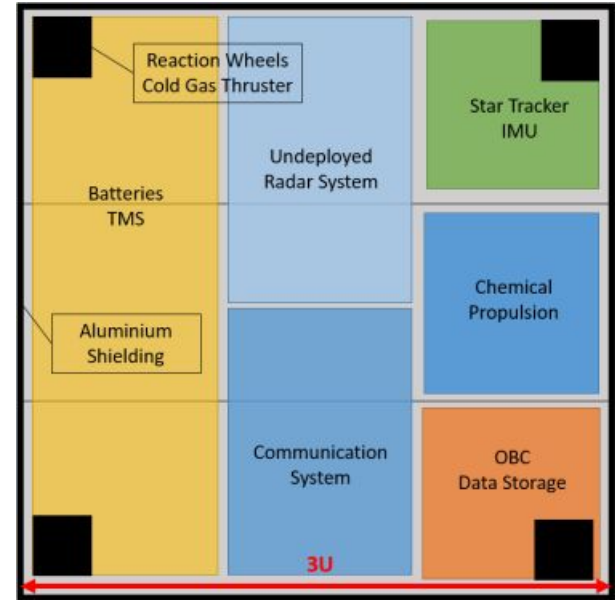 Reaction Wheels
Cold Gas Thruster
Star Tracker
IMU
Undeployed
Radar System
Batteries
TMS
Chemical
Propulsion
Aluminium
Shielding
Communication
System
OBC
Data Storage
3U